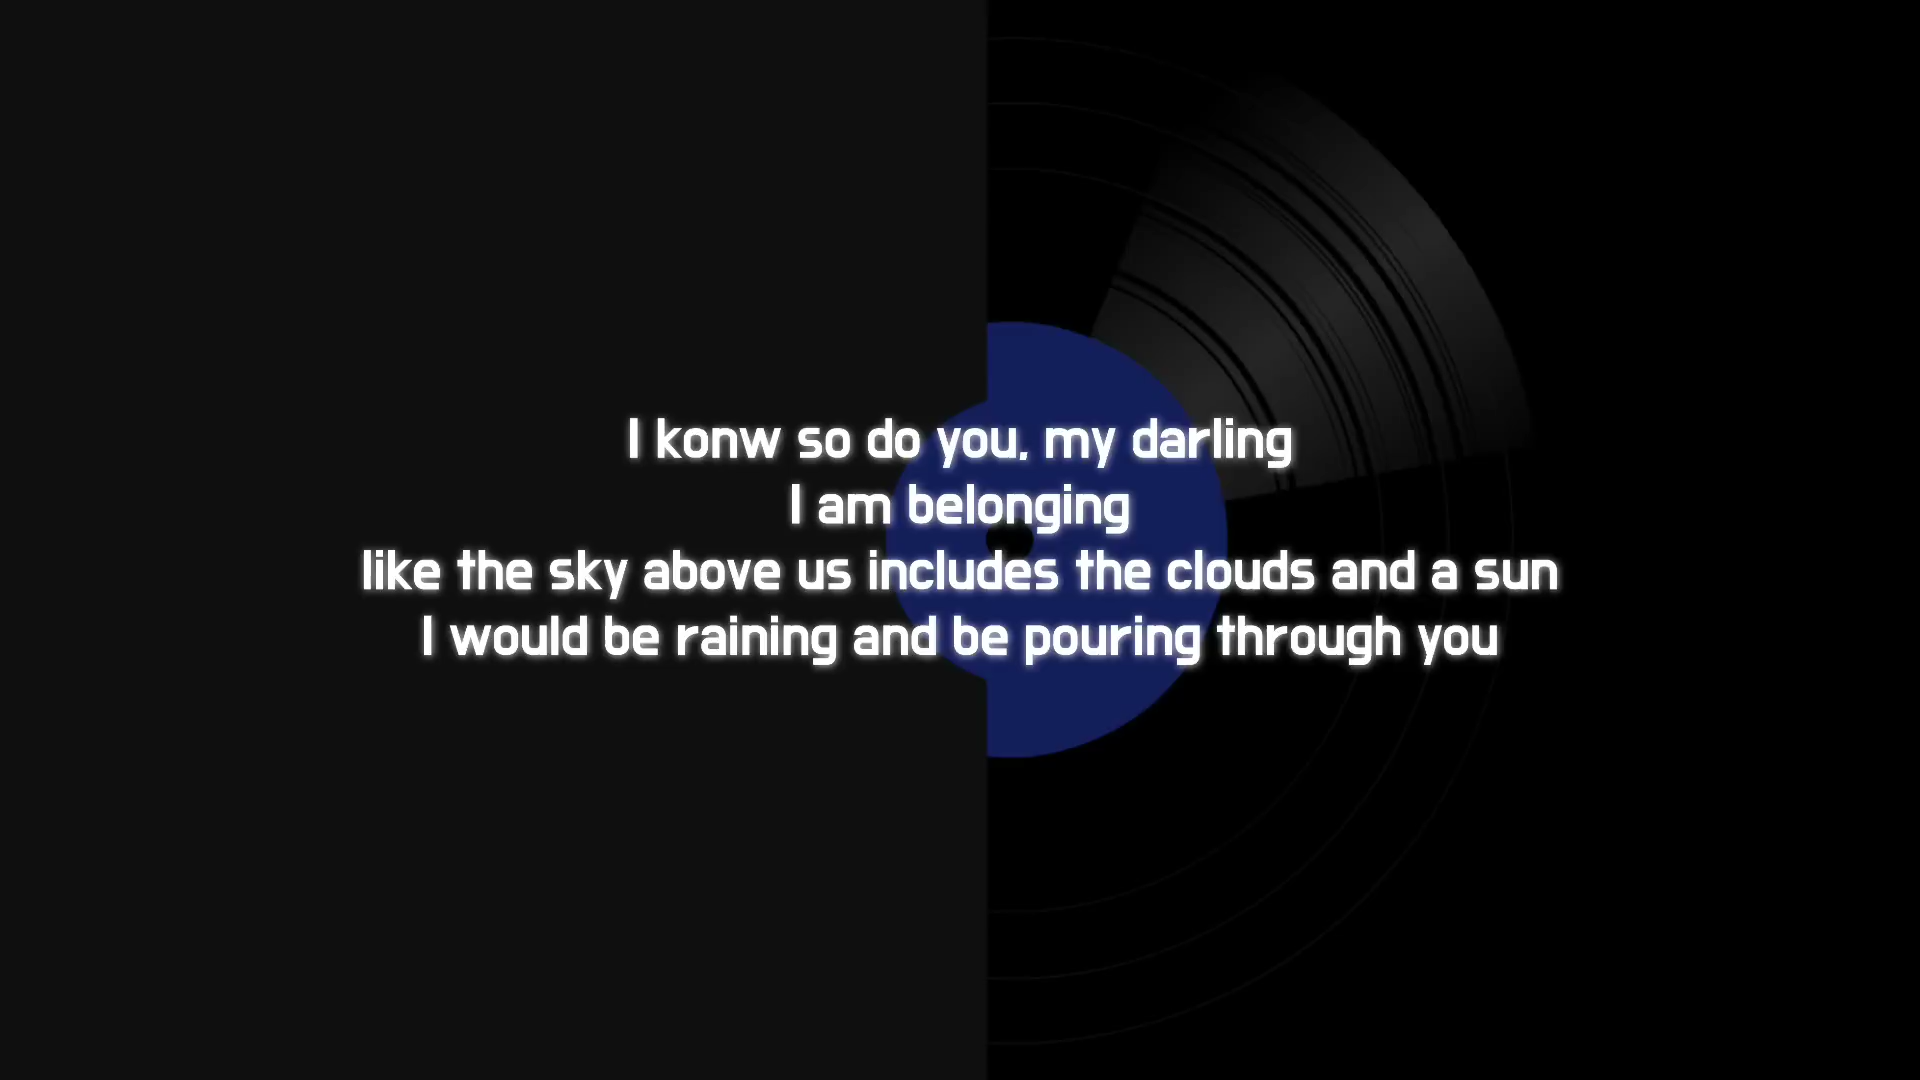 I konw so do you, my darling
I am belonging
like the sky above us includes the clouds and a sun
I would be raining and be pouring through you